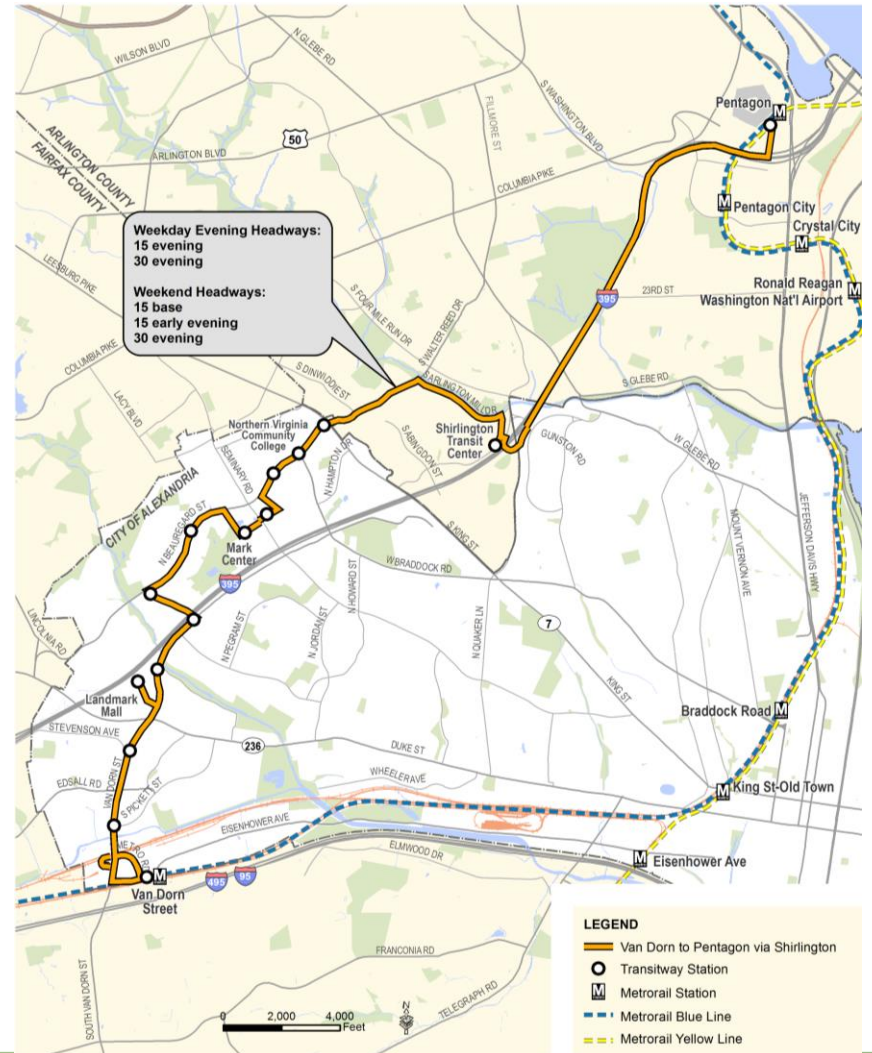 WILSON BLVD
N GLEBE RD
S WASHINGTON BLVD
FILLMORE ST
Pentagon
ARLINGTON COUNTY
FAIRFAX COUNTY
50
ARLINGTON BLVD
COLUMBIA PIKE
Pentagon City
Crystal City
Weekday Evening Headways:
15 evening
30 evening
Weekend Headways:
15 base
15 early evening
30 evening
LEESBURG PIKE
Ronald Reagan
Washington Nat'l Airport
395
23RD ST
S FOUR MILE RUN DR
S WALTER REED DR
COLUMBIA PIKE
LACY BLVD
S DINWIDDIE ST
S ARLINGTON MILL DR
S GLEBE RD
Northern Virginia
Community
College
Shirlington
Transit
Center
S ABINGDON ST
GUNSTON RD
W GLEBE RD
SEMINARY RD
N HAMPTON DR
CITY OF ALEXANDRIA
N BEAUREGARD ST
Mark
Center
S KING ST
JEFFERSON DAVIS HWY
MOUNT VERNON AVE
395
W BRADDOCK RD
N HOWARD ST
LINCOLNIA RD
N PEGRAM ST
N JORDAN ST
N QUAKER LN
7
KING ST
Landmark
Mall
Braddock Road
STEVENSON AVE
236
DUKE ST
VAN DORN ST
EDSALL RD
WHEELER AVE
S PICKETT ST
King St-Old Town
EISENHOWER AVE
METRO RD
ELMWOOD DR
Eisenhower Ave
Van Dorn
Street
495
95
FRANCONIA RD
SOUTH VAN DORN ST
TELEGRAPH RD
N
0 2,000 4,000
Feet
LEGEND
Van Dorn to Pentagon via Shirlington
Transitway Station
M Metrorail Station
Metrorail Blue Line
Metrorail Yellow Line